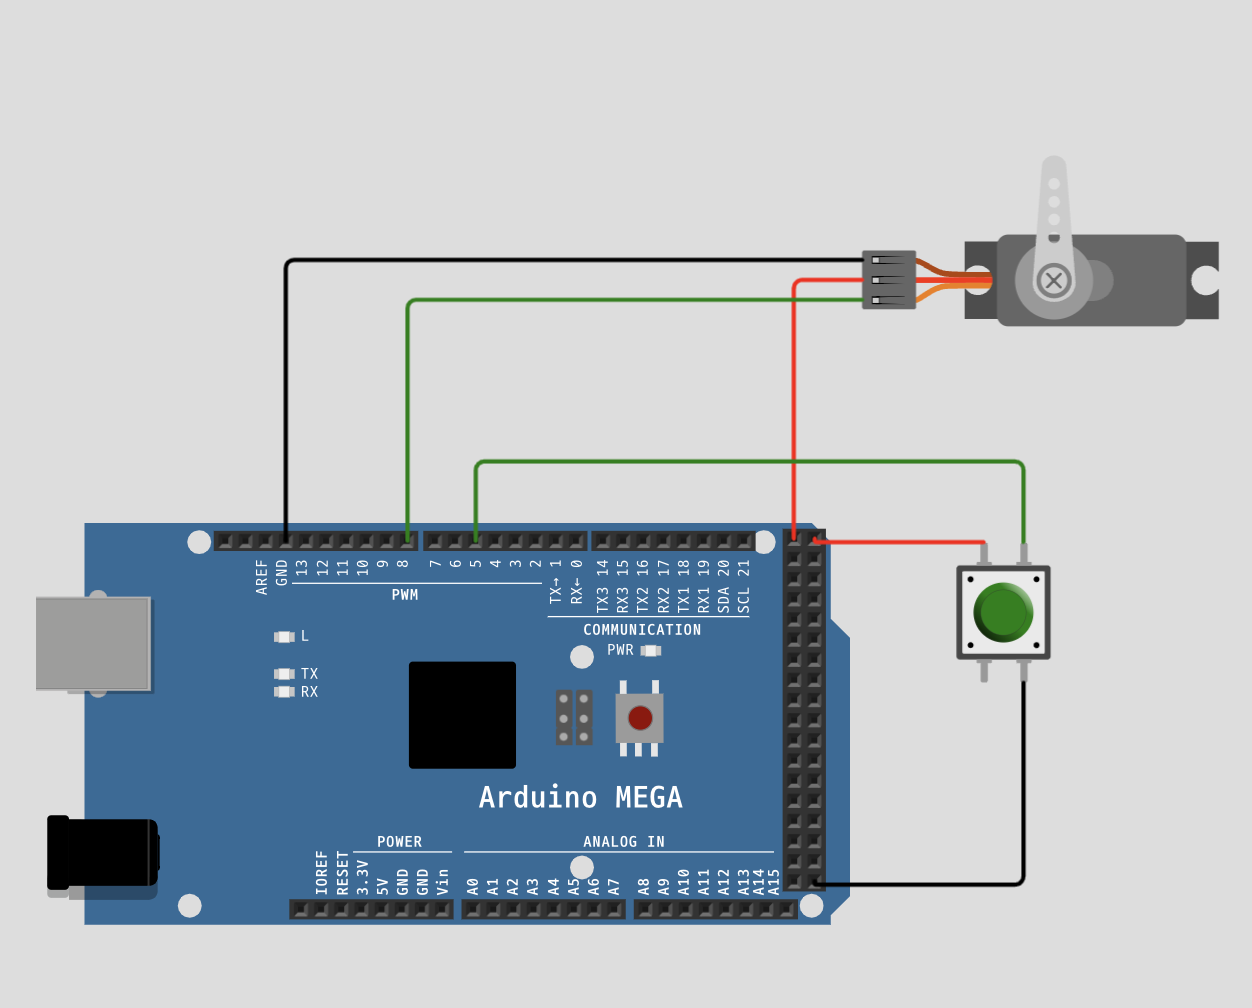 AREF GND 13 12 11 10 9 8 7 6 5 4 3 2 TX→ 1 RX← 0 TX3 14 RX3 15 TX2 16 RX2 17 TX1 18 RX1 19 SDA 20 SCL 21
PWM
COMMUNICATION
L
PWR
TX
RX
Arduino MEGA
POWER
ANALOG IN
IOREF RESET 3.3V 5V GND GND Vin A0 A1 A2 A3 A4 A5 A6 A7 A8 A9 A10 A11 A12 A13 A14 A15